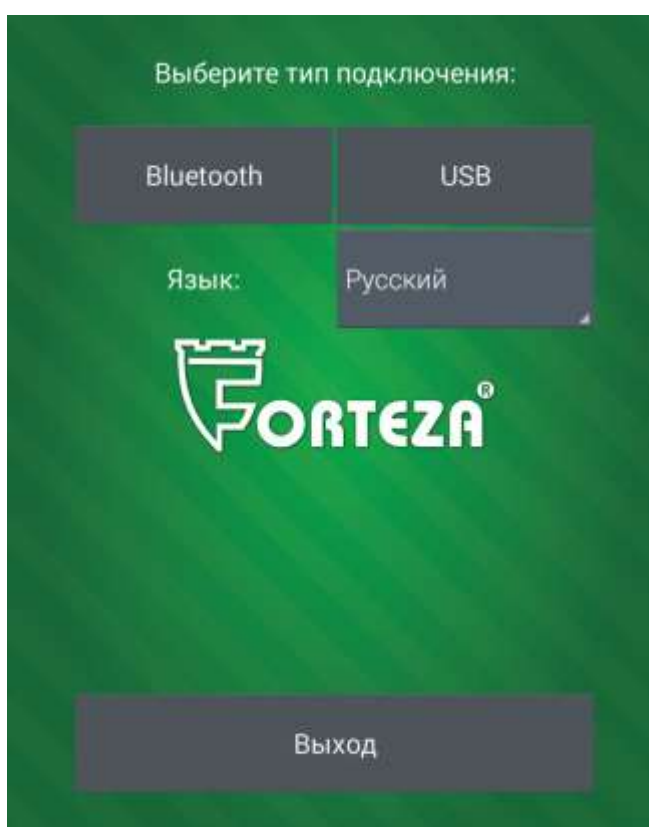 Выберите тип подключения:
Bluetooth USB
Язык: Русский
FORTEZA®
Выход